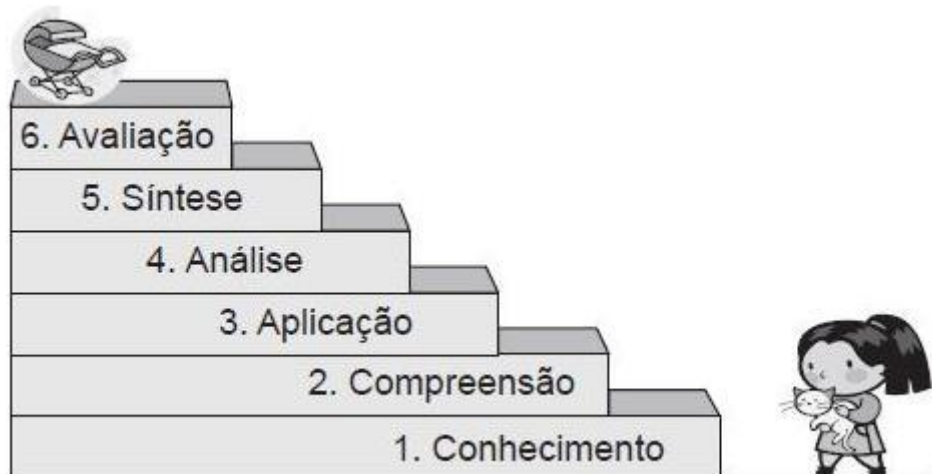 6. Avaliação
5. Síntese
4. Análise
3. Aplicação
2. Compreensão
1. Conhecimento